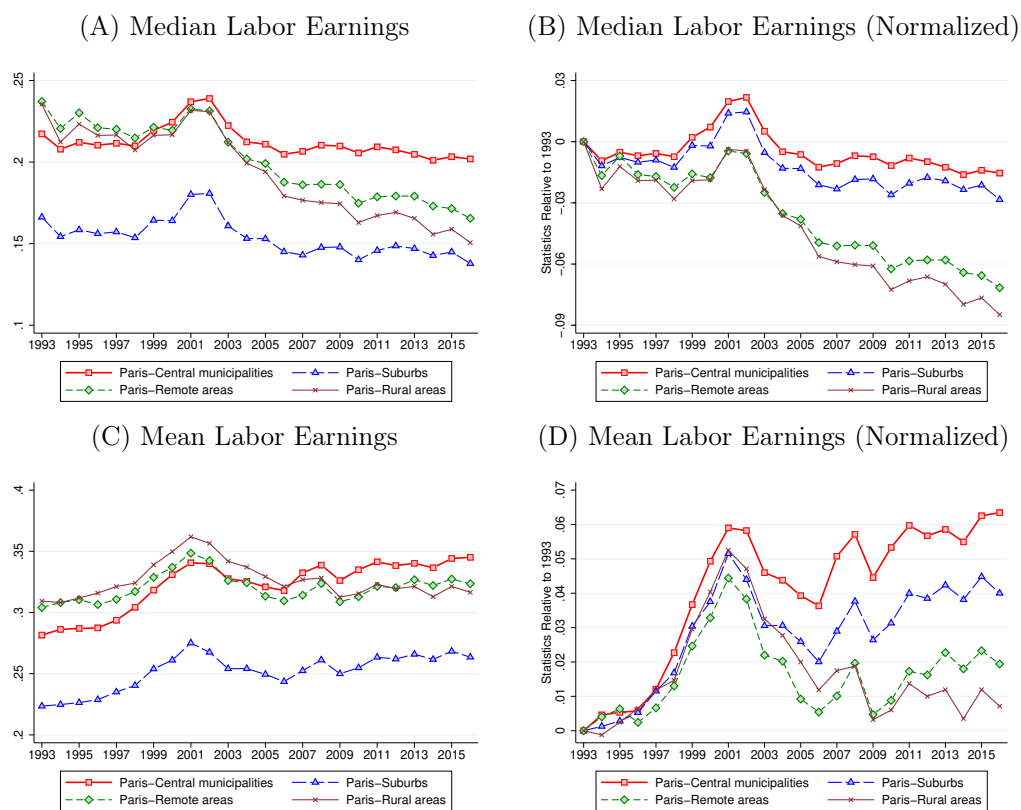 (A) Median Labor Earnings
.25
.2
.15
.1
1993 1995 1997 1999 2001 2003 2005 2007 2009 2011 2013 2015
Paris−Central municipalities Paris−Suburbs
Paris−Remote areas Paris−Rural areas
(B) Median Labor Earnings (Normalized)
Statistics Relative to 1993
.03
0
−.03
−.06
−.09
1993 1995 1997 1999 2001 2003 2005 2007 2009 2011 2013 2015
Paris−Central municipalities Paris−Suburbs
Paris−Remote areas Paris−Rural areas
(C) Mean Labor Earnings
.4
.35
.3
.25
.2
1993 1995 1997 1999 2001 2003 2005 2007 2009 2011 2013 2015
Paris−Central municipalities Paris−Suburbs
Paris−Remote areas Paris−Rural areas
(D) Mean Labor Earnings (Normalized)
Statistics Relative to 1993
.07
.06
.05
.04
.03
.02
.01
0
1993 1995 1997 1999 2001 2003 2005 2007 2009 2011 2013 2015
Paris−Central municipalities Paris−Suburbs
Paris−Remote areas Paris−Rural areas